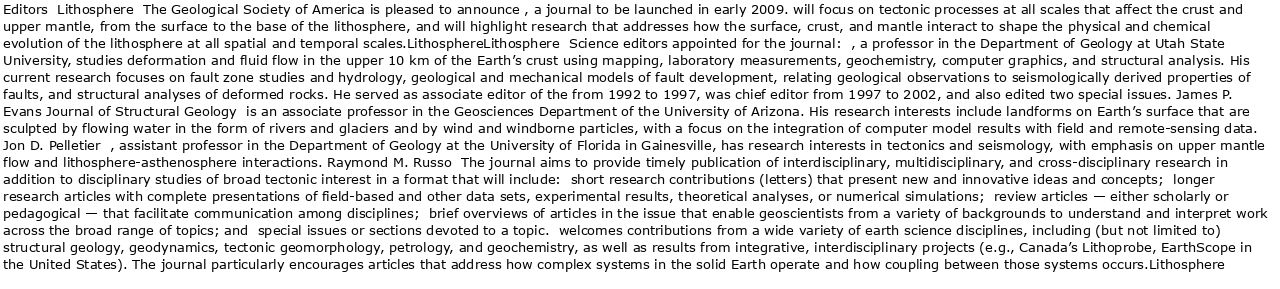 Editors  Lithosphere  The Geological Society of America is pleased to announce , a journal to be launched in early 2009. will focus on tectonic processes at all scales that affect the crust and
upper mantle, from the surface to the base of the lithosphere, and will highlight research that addresses how the surface, crust, and mantle interact to shape the physical and chemical
evolution of the lithosphere at all spatial and temporal scales.LithosphereLithosphere  Science editors appointed for the journal:  , a professor in the Department of Geology at Utah State
University, studies deformation and fluid flow in the upper 10 km of the Earth’s crust using mapping, laboratory measurements, geochemistry, computer graphics, and structural analysis. His
current research focuses on fault zone studies and hydrology, geological and mechanical models of fault development, relating geological observations to seismologically derived properties of
faults, and structural analyses of deformed rocks. He served as associate editor of the from 1992 to 1997, was chief editor from 1997 to 2002, and also edited two special issues. James P.
Evans Journal of Structural Geology  is an associate professor in the Geosciences Department of the University of Arizona. His research interests include landforms on Earth’s surface that are
sculpted by flowing water in the form of rivers and glaciers and by wind and windborne particles, with a focus on the integration of computer model results with field and remote-sensing data.
Jon D. Pelletier  , assistant professor in the Department of Geology at the University of Florida in Gainesville, has research interests in tectonics and seismology, with emphasis on upper mantle
flow and lithosphere-asthenosphere interactions. Raymond M. Russo  The journal aims to provide timely publication of interdisciplinary, multidisciplinary, and cross-disciplinary research in
addition to disciplinary studies of broad tectonic interest in a format that will include:  short research contributions (letters) that present new and innovative ideas and concepts;  longer
research articles with complete presentations of field-based and other data sets, experimental results, theoretical analyses, or numerical simulations;  review articles — either scholarly or
pedagogical — that facilitate communication among disciplines;  brief overviews of articles in the issue that enable geoscientists from a variety of backgrounds to understand and interpret work
across the broad range of topics; and  special issues or sections devoted to a topic.  welcomes contributions from a wide variety of earth science disciplines, including (but not limited to)
structural geology, geodynamics, tectonic geomorphology, petrology, and geochemistry, as well as results from integrative, interdisciplinary projects (e.g., Canada’s Lithoprobe, EarthScope in
the United States). The journal particularly encourages articles that address how complex systems in the solid Earth operate and how coupling between those systems occurs.Lithosphere